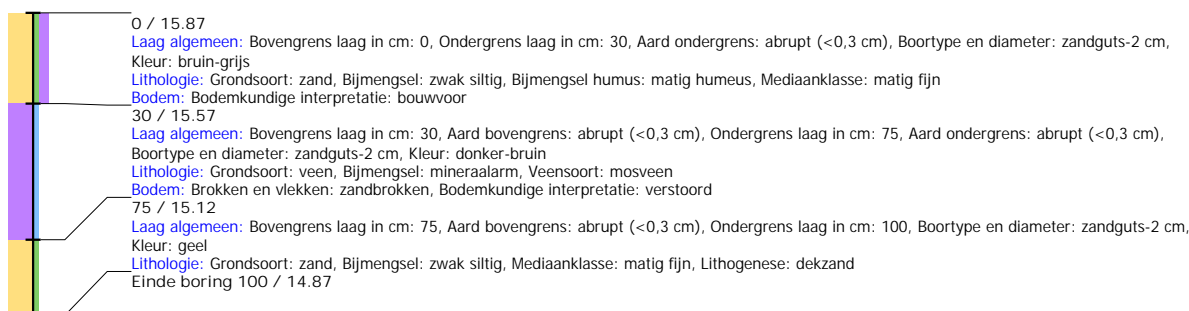 0 / 15.87
Laag algemeen: Bovengrens laag in cm: 0, Ondergrens laag in cm: 30, Aard ondergrens: abrupt (<0,3 cm), Boortype en diameter: zandguts-2 cm,
Kleur: bruin-grijs
Lithologie: Grondsoort: zand, Bijmengsel: zwak siltig, Bijmengsel humus: matig humeus, Mediaanklasse: matig fijn
Bodem: Bodemkundige interpretatie: bouwvoor
30 / 15.57
Laag algemeen: Bovengrens laag in cm: 30, Aard bovengrens: abrupt (<0,3 cm), Ondergrens laag in cm: 75, Aard ondergrens: abrupt (<0,3 cm),
Boortype en diameter: zandguts-2 cm, Kleur: donker-bruin
Lithologie: Grondsoort: veen, Bijmengsel: mineraalarm, Veensoort: mosveen
Bodem: Brokken en vlekken: zandbrokken, Bodemkundige interpretatie: verstoord
75 / 15.12
Laag algemeen: Bovengrens laag in cm: 75, Aard bovengrens: abrupt (<0,3 cm), Ondergrens laag in cm: 100, Boortype en diameter: zandguts-2 cm,
Kleur: geel
Lithologie: Grondsoort: zand, Bijmengsel: zwak siltig, Mediaanklasse: matig fijn, Lithogenese: dekzand
Einde boring 100 / 14.87